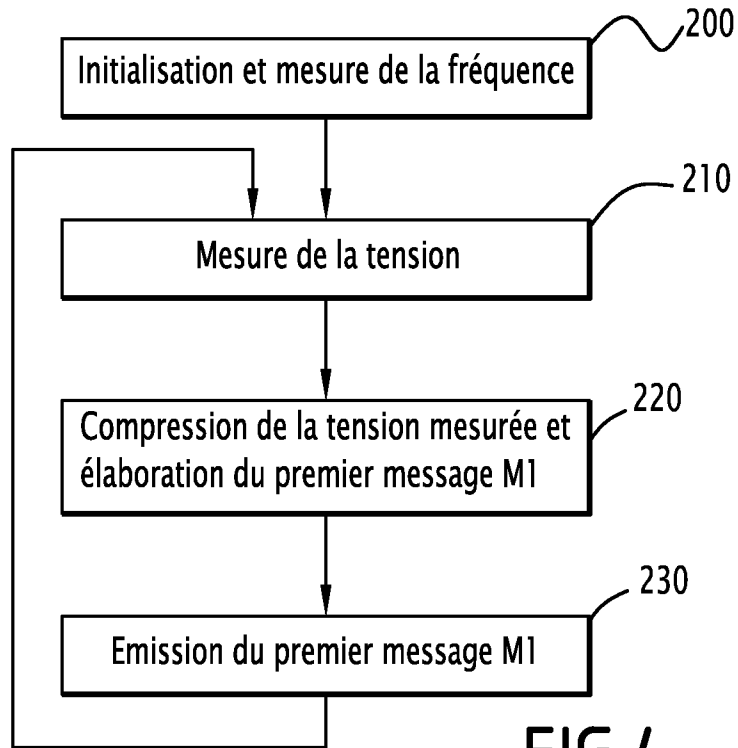 200
Initialisation et mesure de la fréquence
210
Mesure de la tension
220
Compression de la tension mesurée et
élaboration du premier message M1
230
Emission du premier message M1